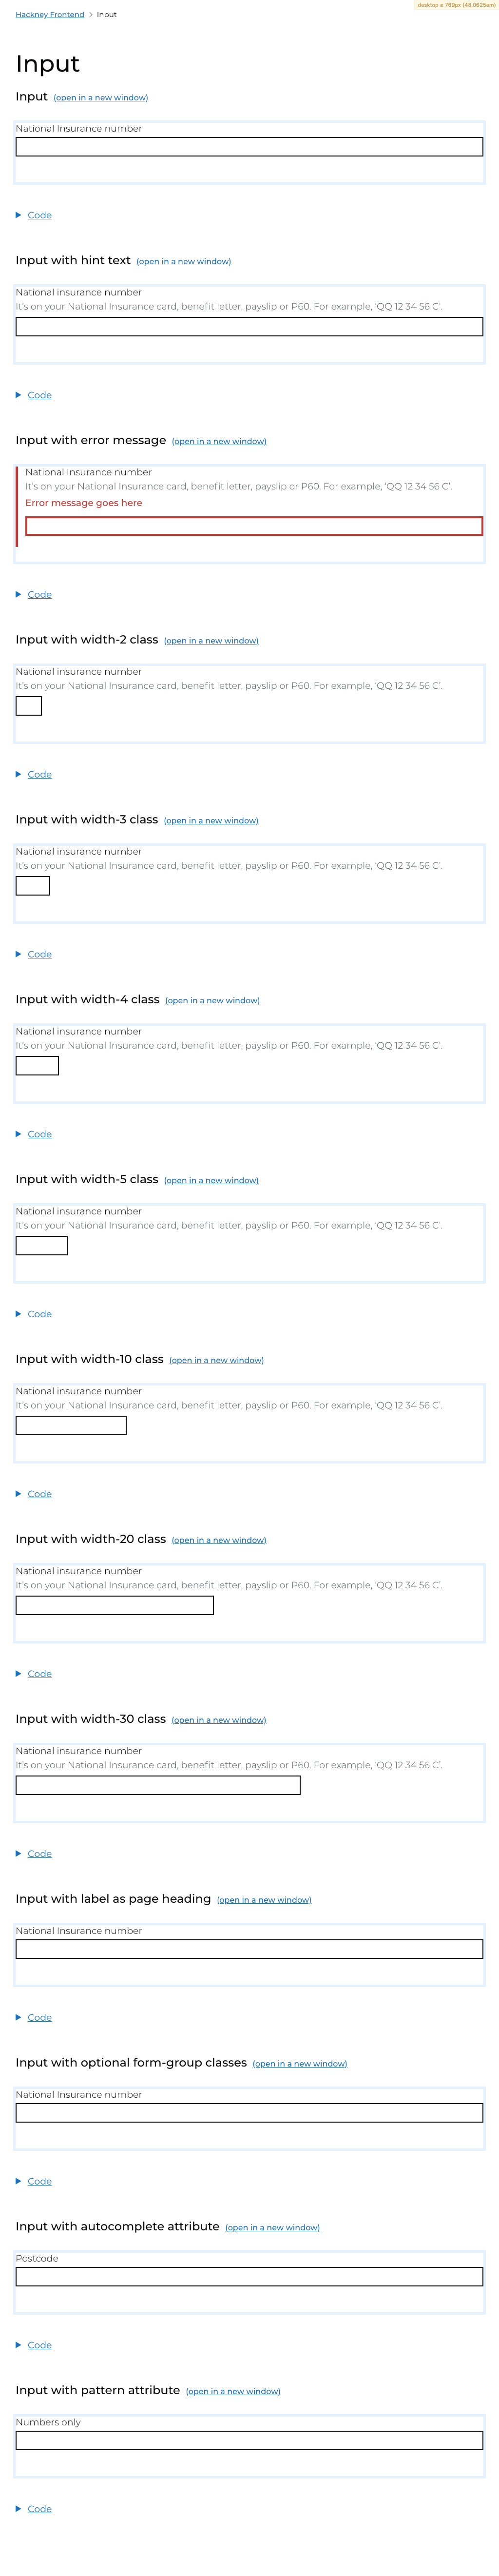 desktop ≥ 769px (48.0625em)
Hackney Frontend > Input
Input
Input (open in a new window)
National Insurance number
Code
Input with hint text (open in a new window)
National insurance number
It’s on your National Insurance card, benefit letter, payslip or P60. For example, ‘QQ 12 34 56 C’.
Code
Input with error message (open in a new window)
National Insurance number
It’s on your National Insurance card, benefit letter, payslip or P60. For example, ‘QQ 12 34 56 C’.
Error message goes here
Code
Input with width-2 class (open in a new window)
National insurance number
It’s on your National Insurance card, benefit letter, payslip or P60. For example, ‘QQ 12 34 56 C’.
Code
Input with width-3 class (open in a new window)
National insurance number
It’s on your National Insurance card, benefit letter, payslip or P60. For example, ‘QQ 12 34 56 C’.
Code
Input with width-4 class (open in a new window)
National insurance number
It’s on your National Insurance card, benefit letter, payslip or P60. For example, ‘QQ 12 34 56 C’.
Code
Input with width-5 class (open in a new window)
National insurance number
It’s on your National Insurance card, benefit letter, payslip or P60. For example, ‘QQ 12 34 56 C’.
Code
Input with width-10 class (open in a new window)
National insurance number
It’s on your National Insurance card, benefit letter, payslip or P60. For example, ‘QQ 12 34 56 C’.
Code
Input with width-20 class (open in a new window)
National insurance number
It’s on your National Insurance card, benefit letter, payslip or P60. For example, ‘QQ 12 34 56 C’.
Code
Input with width-30 class (open in a new window)
National insurance number
It’s on your National Insurance card, benefit letter, payslip or P60. For example, ‘QQ 12 34 56 C’.
Code
Input with label as page heading (open in a new window)
National Insurance number
Code
Input with optional form-group classes (open in a new window)
National Insurance number
Code
Input with autocomplete attribute (open in a new window)
Postcode
Code
Input with pattern attribute (open in a new window)
Numbers only
Code